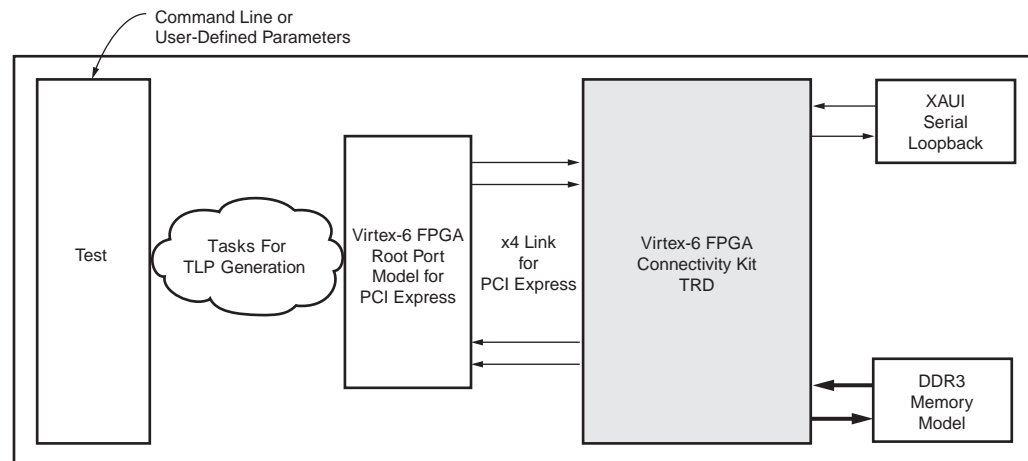 Command Line or
User-Defined Parameters
Test
Tasks For
TLP Generation
Virtex-6 FPGA
Root Port
Model for
PCI Express
x4 Link
for
PCI Express
Virtex-6 FPGA
Connectivity Kit
TRD
XAUI
Serial
Loopback
DDR3
Memory
Model